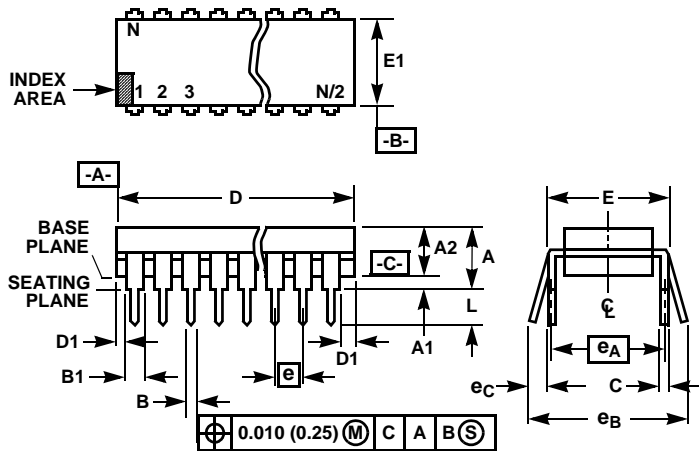 N
E1
INDEX
AREA
1 2 3 N/2
-B-
-A-
D
E
BASE
PLANE
A2
A
-C-
SEATING
PLANE
L
C
L
D1
A1
D1
eA
B1
e
eC
C
B
eB
0.010 (0.25) M C A B S